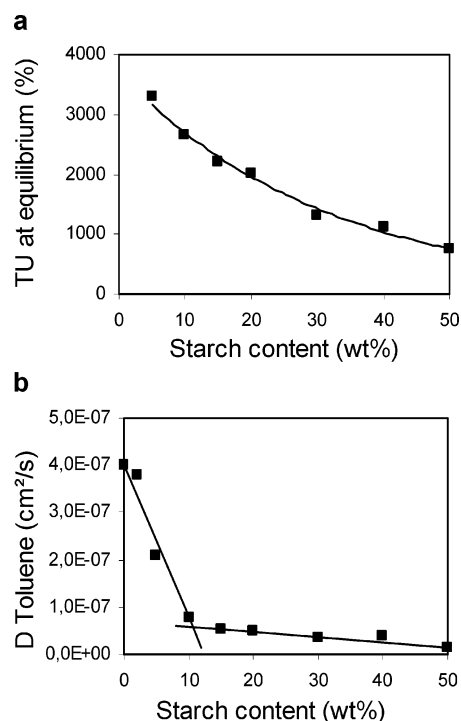 a
TU at equilibrium (%)
4000
3000
2000
1000
0
0 10 20 30 40 50
Starch content (wt%)
b
D Toluene (cm²/s)
5,0E-07
4,0E-07
3,0E-07
2,0E-07
1,0E-07
0,0E+00
0 10 20 30 40 50
Starch content (wt%)